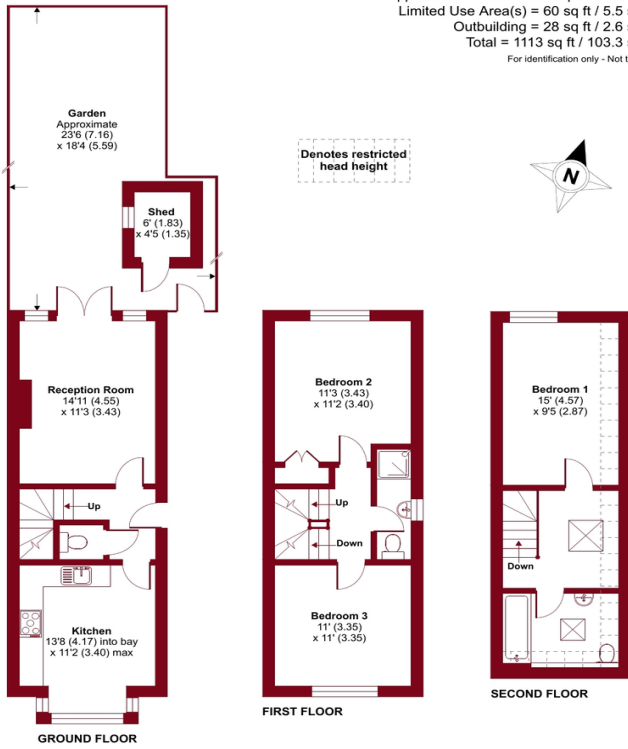 Limited Use Area(s) = 60 sq ft / 5.5
Outbuilding = 28 sq ft / 2.6
Total = 1113 sq ft / 103.3
For identification only - Not
Garden
Approximate
23'6 (7.16)
x 18'4 (5.59)
Denotes restricted
head height
N
Shed
6' (1.83)
x 4'5 (1.35)
Reception Room
14'11 (4.55)
x 11'3 (3.43)
Up
Kitchen
13'8 (4.17) into bay
x 11'2 (3.40) max
GROUND FLOOR
Bedroom 2
11'3 (3.43)
x 11'2 (3.40)
Up
Down
Bedroom 3
11' (3.35)
x 11' (3.35)
FIRST FLOOR
Bedroom 1
15' (4.57)
x 9'5 (2.87)
Down
SECOND FLOOR